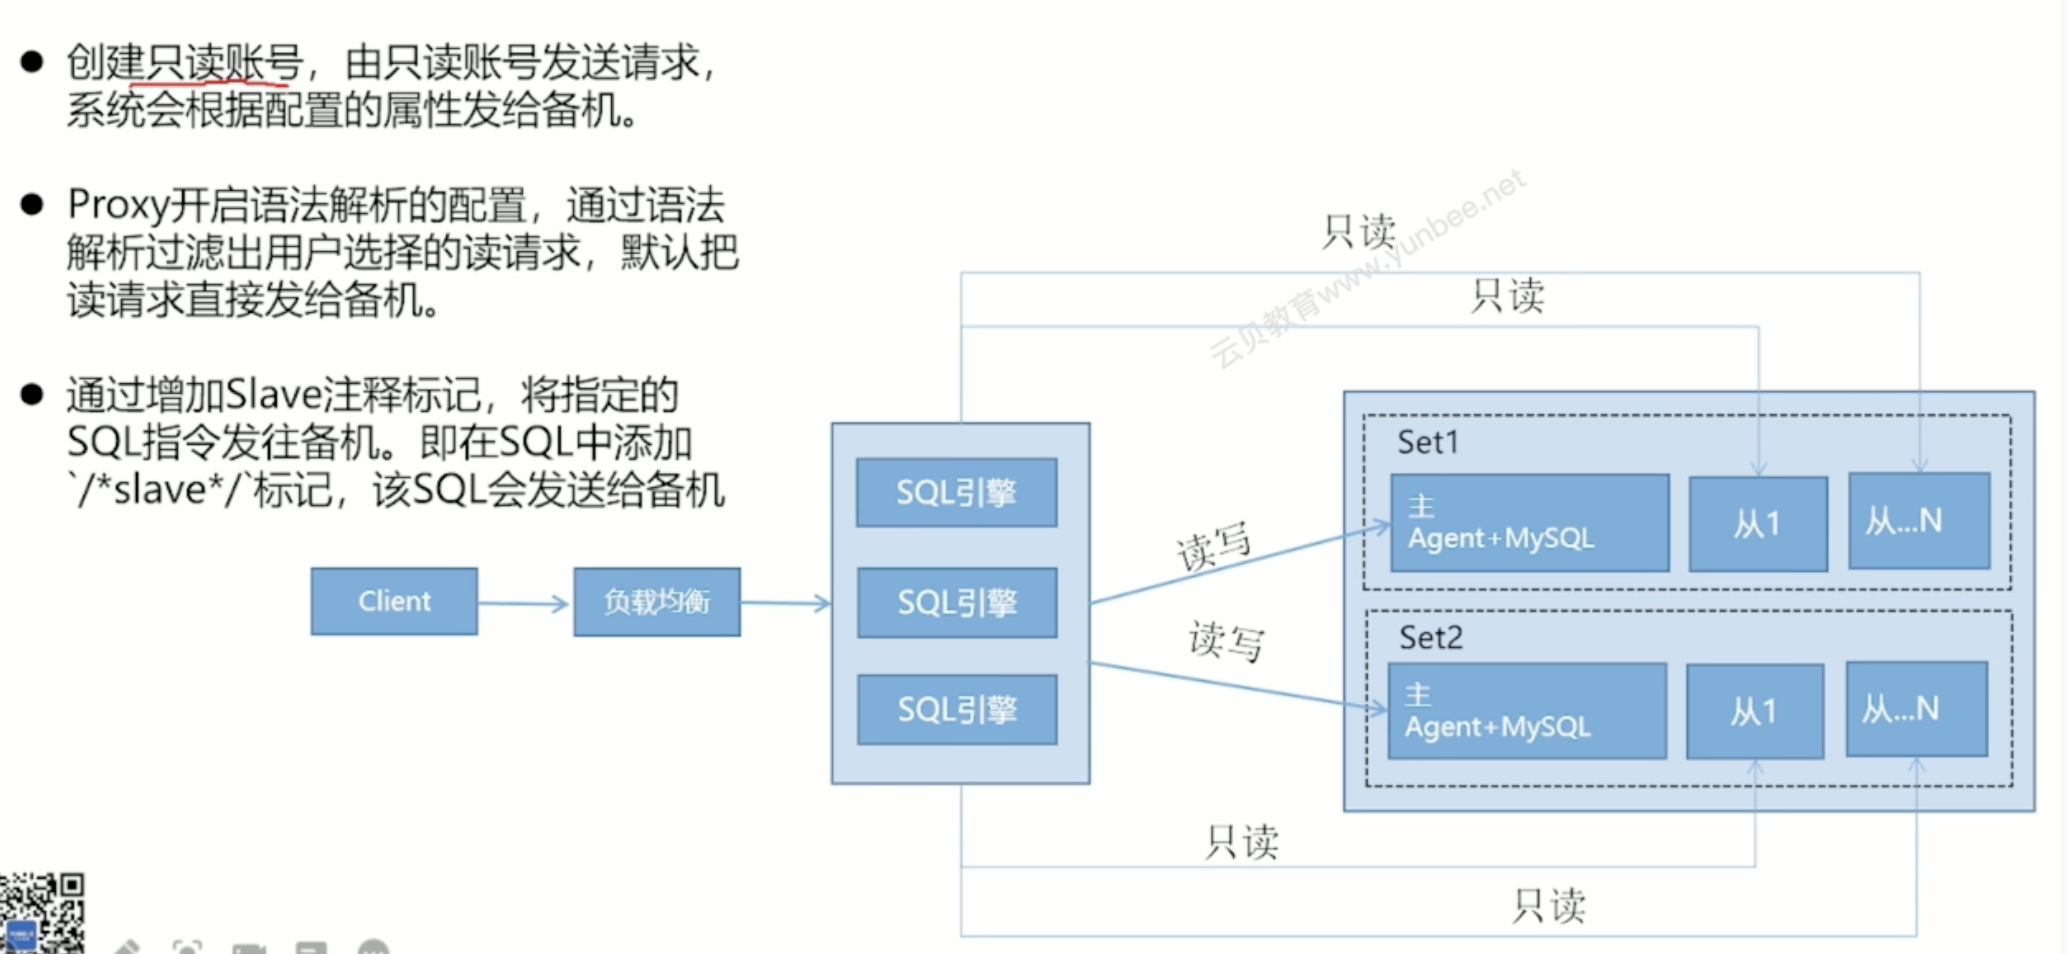 创建只读账号，由只读账号发送请求，
系统会根据配置的属性发给备机。
Proxy开启语法解析的配置，通过语法
解析过滤出用户选择的读请求，默认把
读请求直接发给备机。
通过增加Slave注释标记，将指定的
SQL指令发往备机。即在SQL中添加
`/*slave*/`标记，该SQL会发送给备机
云贝教育www.yunbee.net
只读
只读
Client
负载均衡
SQL引擎
SQL引擎
SQL引擎
读写
读写
Set1
主
Agent+MySQL
从1
从...N
Set2
主
Agent+MySQL
从1
从...N
只读
只读